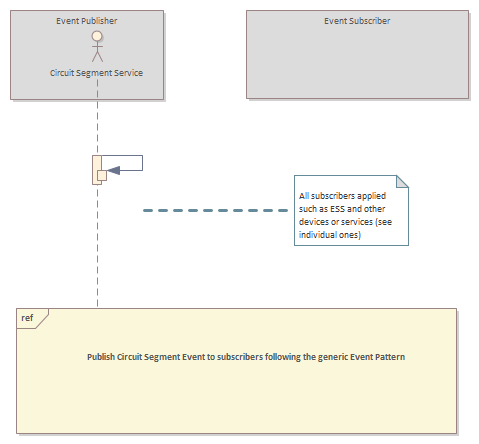 Event Publisher
Event Subscriber
Circuit Segment Service
All subscribers applied
such as ESS and other
devices or services (see
individual ones)
ref
Publish Circuit Segment Event to subscribers following the generic Event Pattern